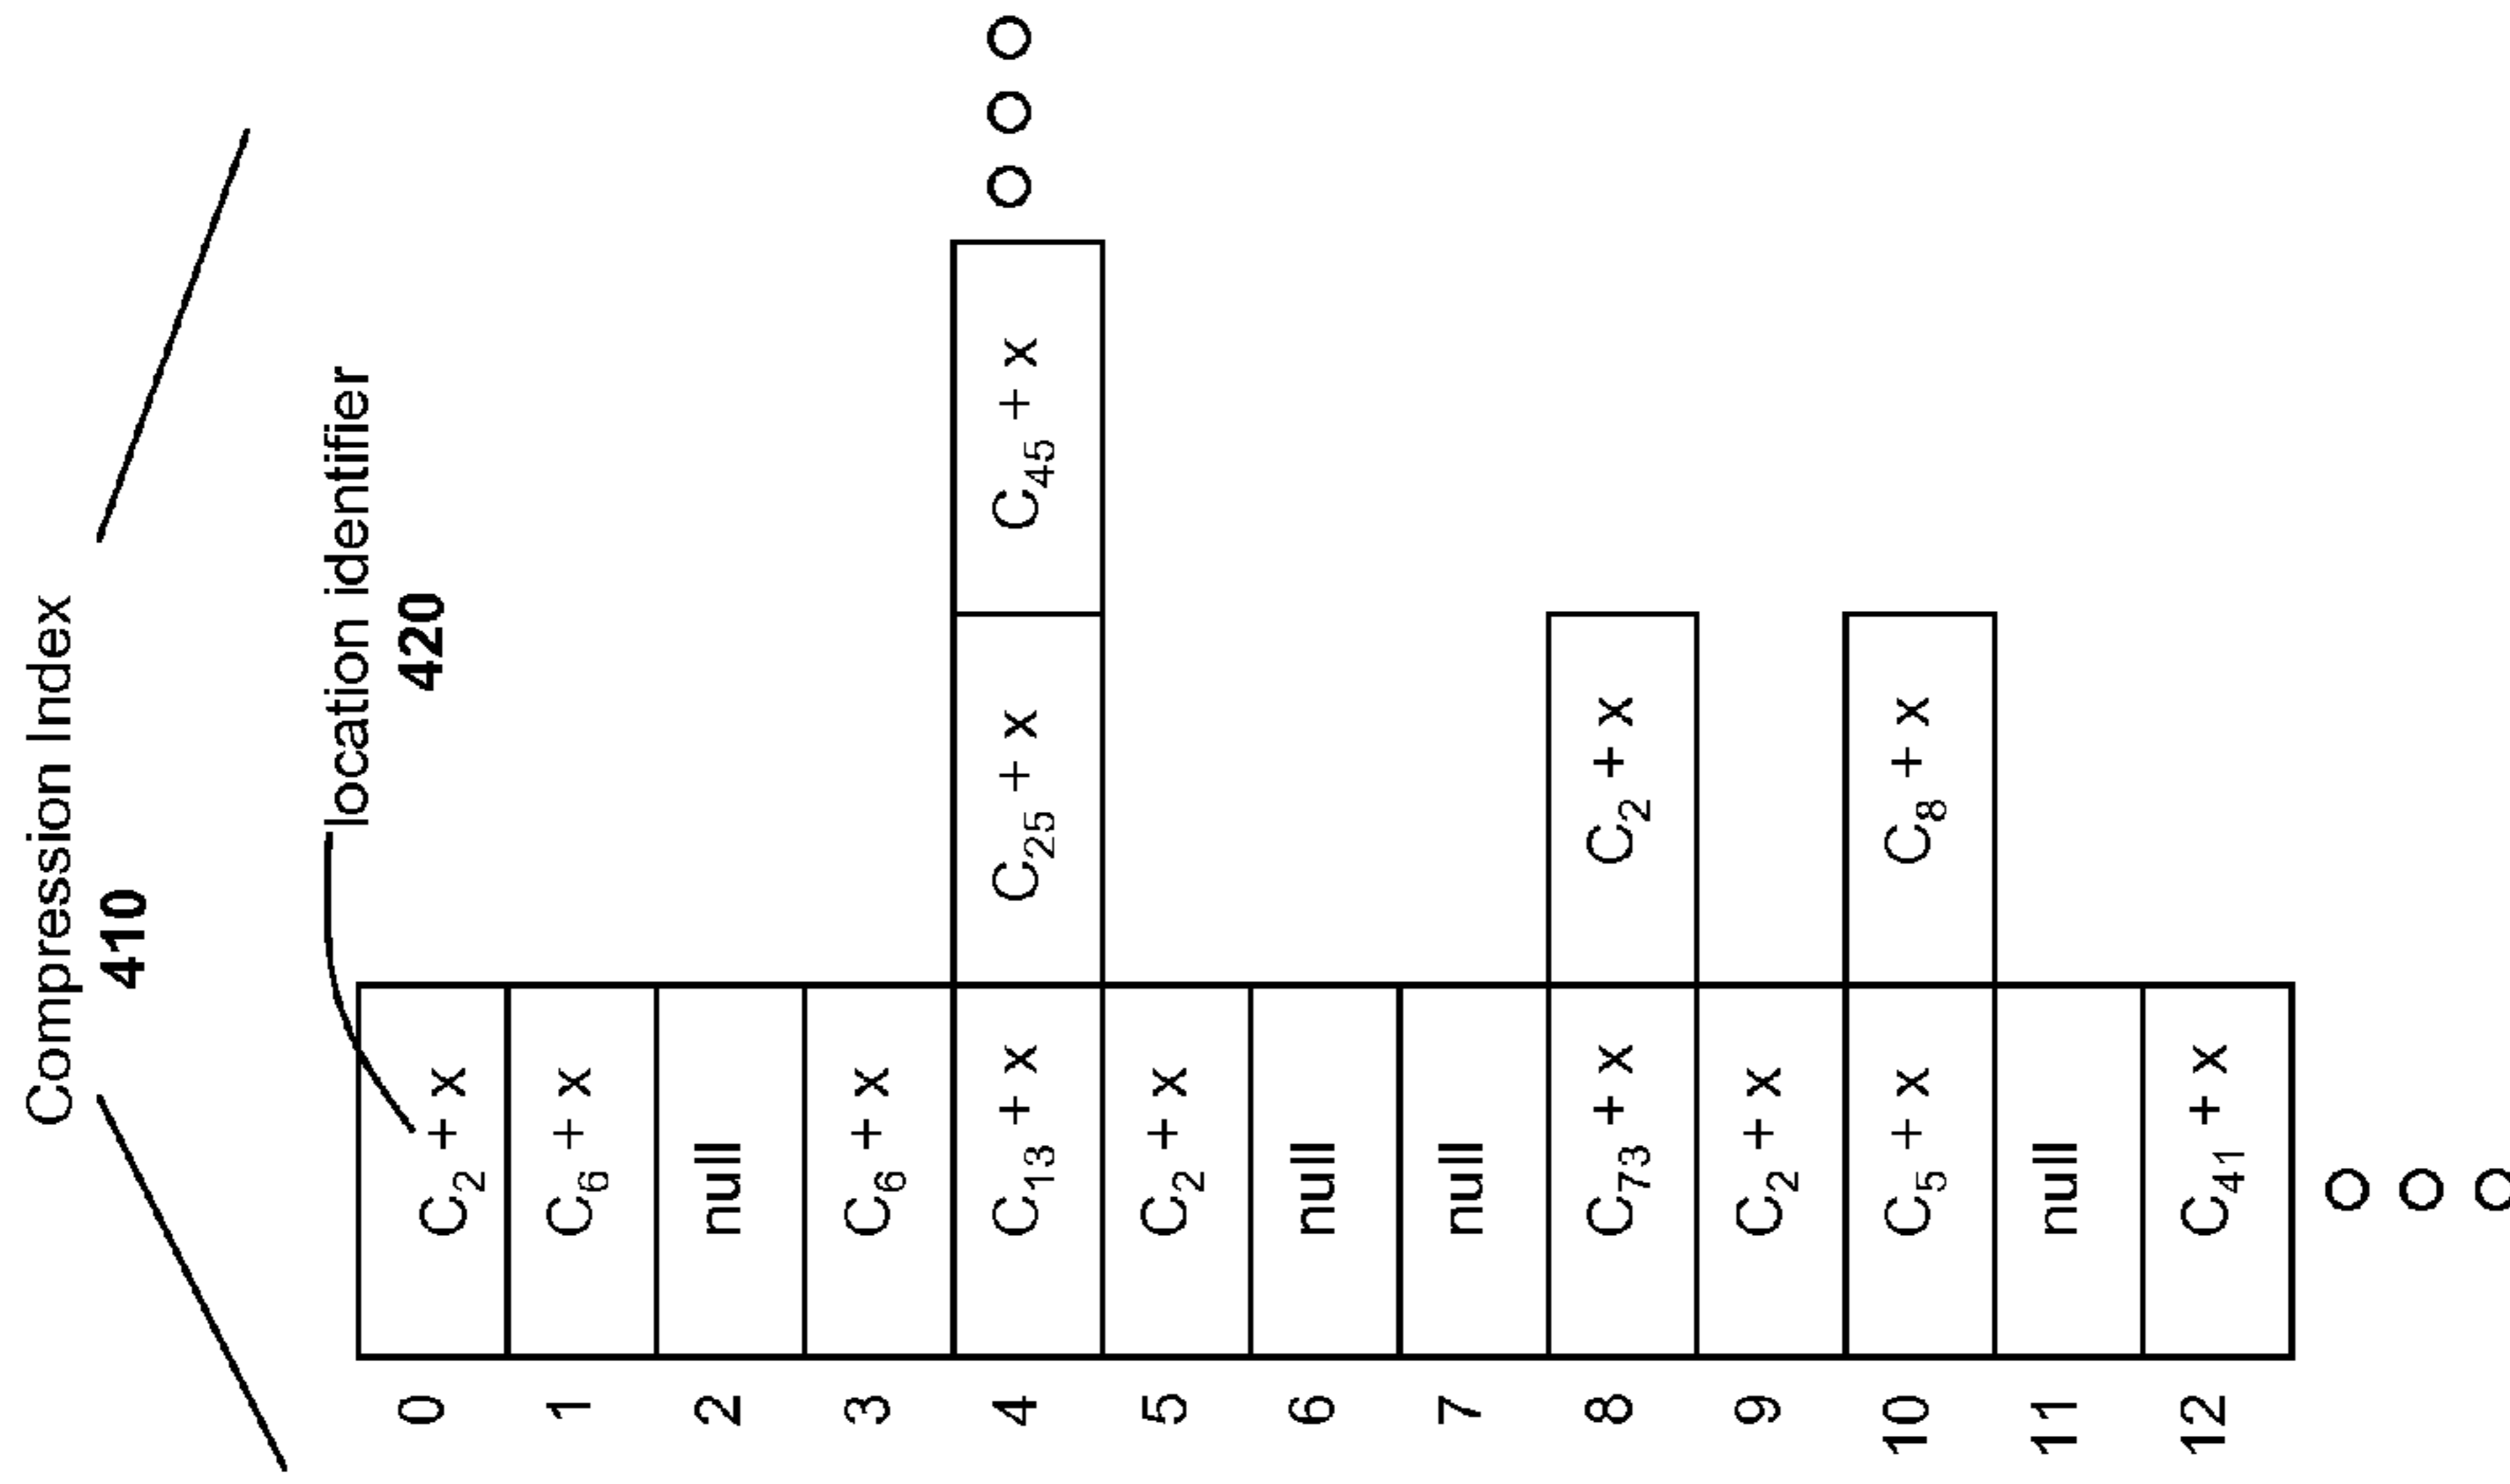 Compression Index
410
location identifier
420
0 C₂ + x
1 C₆ + x
2 null
3 C₆ + x
4 C₁₃ + x C₂₅ + x C₄₅ + x
5 C₂ + x
6 null
7 null
8 C₇₃ + x C₂ + x
9 C₂ + x
10 C₅ + x C₈ + x
11 null
12 C₄₁ + x